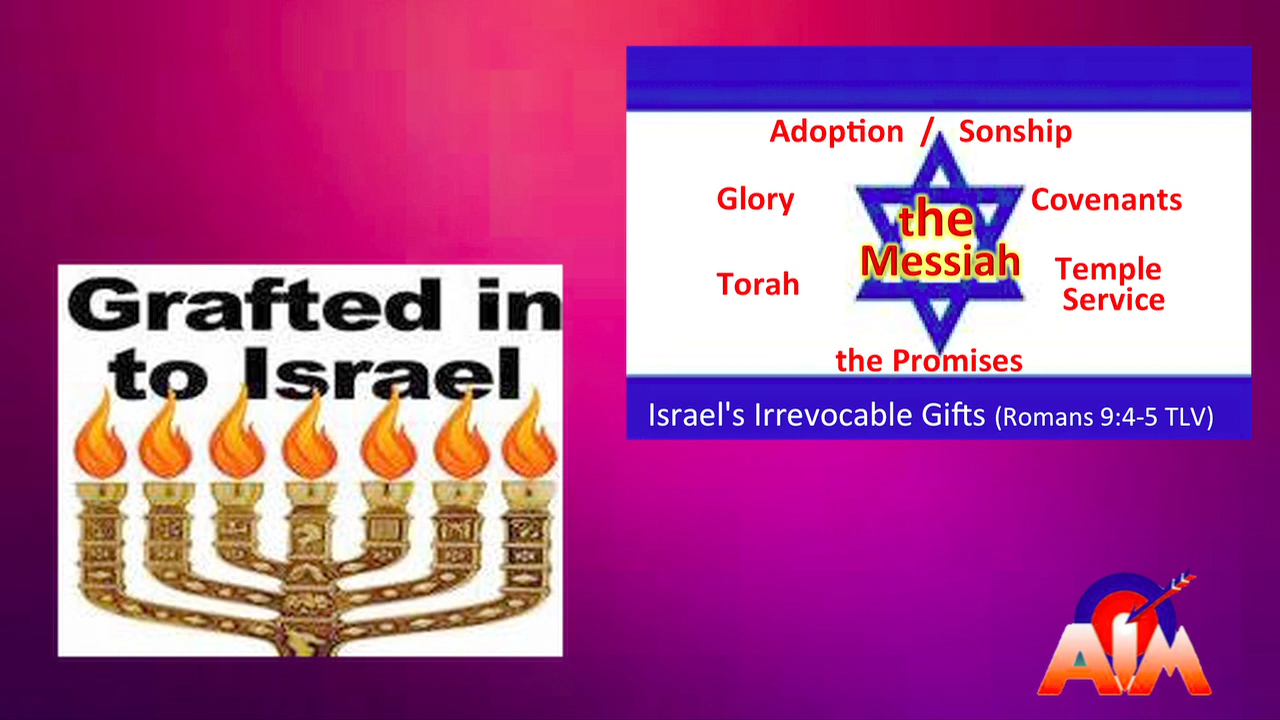 Grafted in
to Israel
Adoption / Sonship
Glory
Covenants
the
Messiah
Torah
Temple
Service
the Promises
Israel's Irrevocable Gifts (Romans 9:4-5 TLV)
AIM